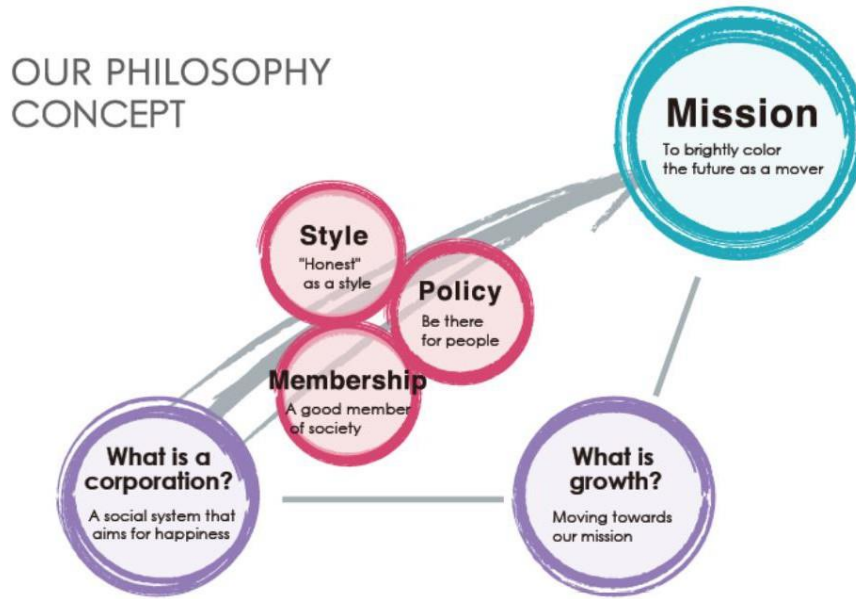 OUR PHILOSOPHY
CONCEPT
Mission
To brightly color
the future as a mover
Style
"Honest"
as a style
Policy
Be there
for people
Membership
A good member
of society
What is a
corporation?
A social system that
aims for happiness
What is
growth?
Moving towards
our mission